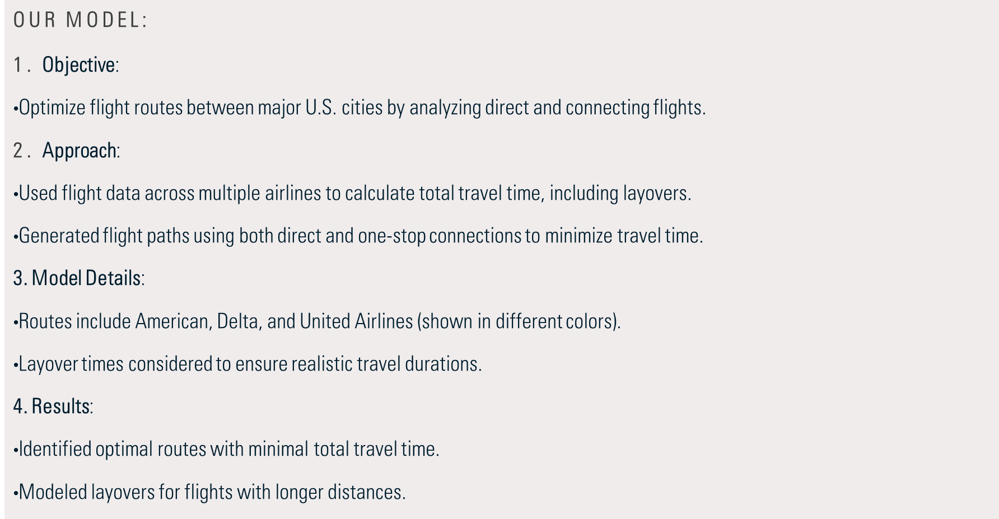 OUR MODEL:
1. Objective:
•Optimize flight routes between major U.S. cities by analyzing direct and connecting flights.
2. Approach:
•Used flight data across multiple airlines to calculate total travel time, including layovers.
•Generated flight paths using both direct and one-stop connections to minimize travel time.
3. Model Details:
•Routes include American, Delta, and United Airlines (shown in different colors).
•Layover times considered to ensure realistic travel durations.
4. Results:
•Identified optimal routes with minimal total travel time.
•Modeled layovers for flights with longer distances.